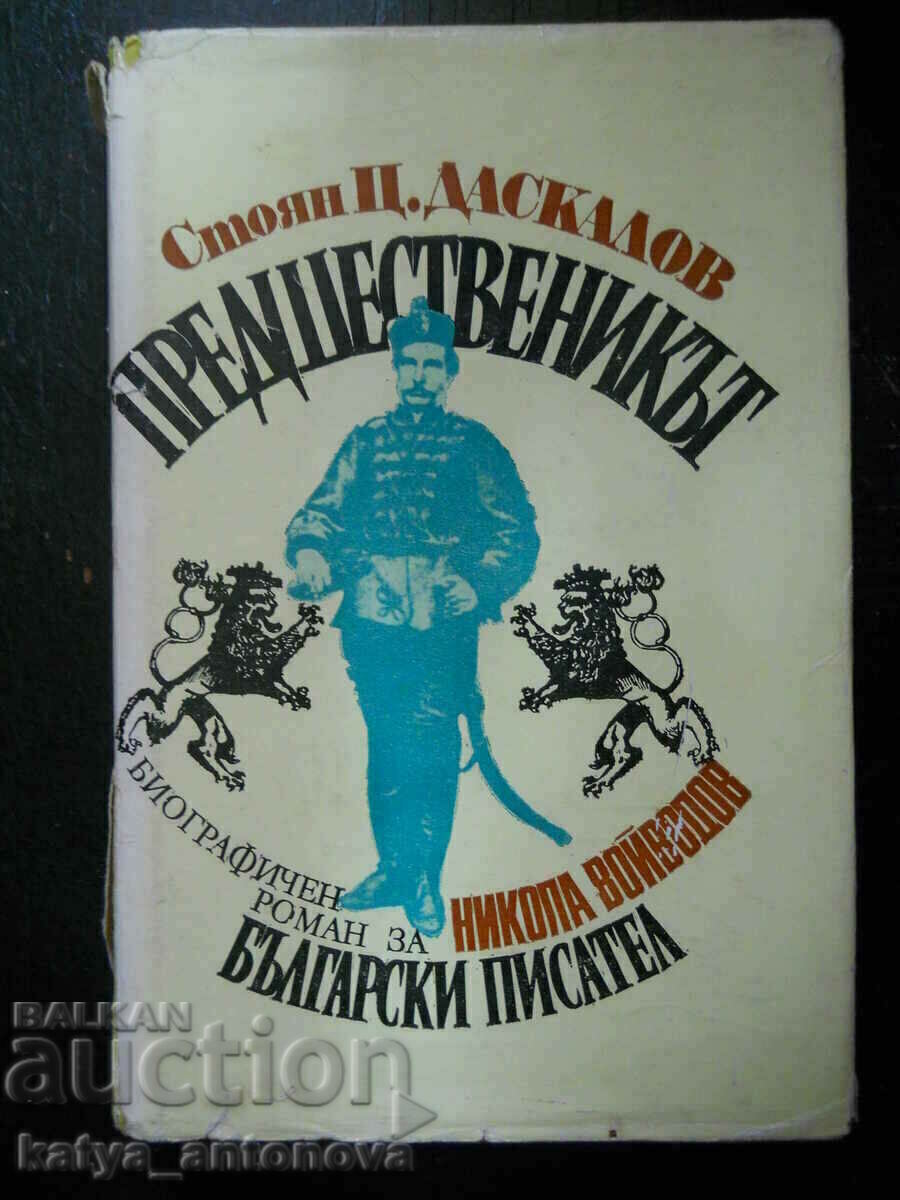 Стоян Ц. ДАСКАЛОВ
ПРЕДШЕСТВЕНИКЪТ
БИОГРАФИЧЕН
РОМАН ЗА
НИКОЛА ВОЙВОДОВ
БЪЛГАРСКИ ПИСАТЕЛ
BALKAN
auction
katya_antonova